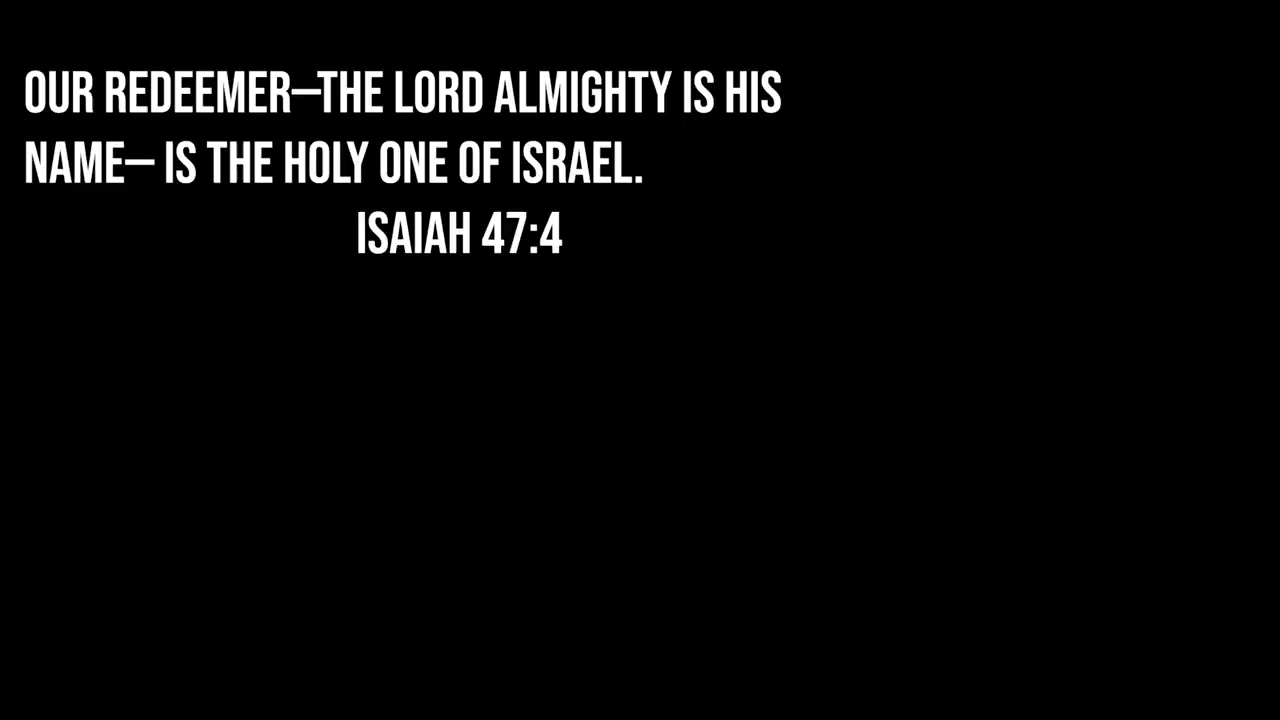 OUR REDEEMER—THE LORD ALMIGHTY IS HIS
NAME— IS THE HOLY ONE OF ISRAEL.
ISAIAH 47:4